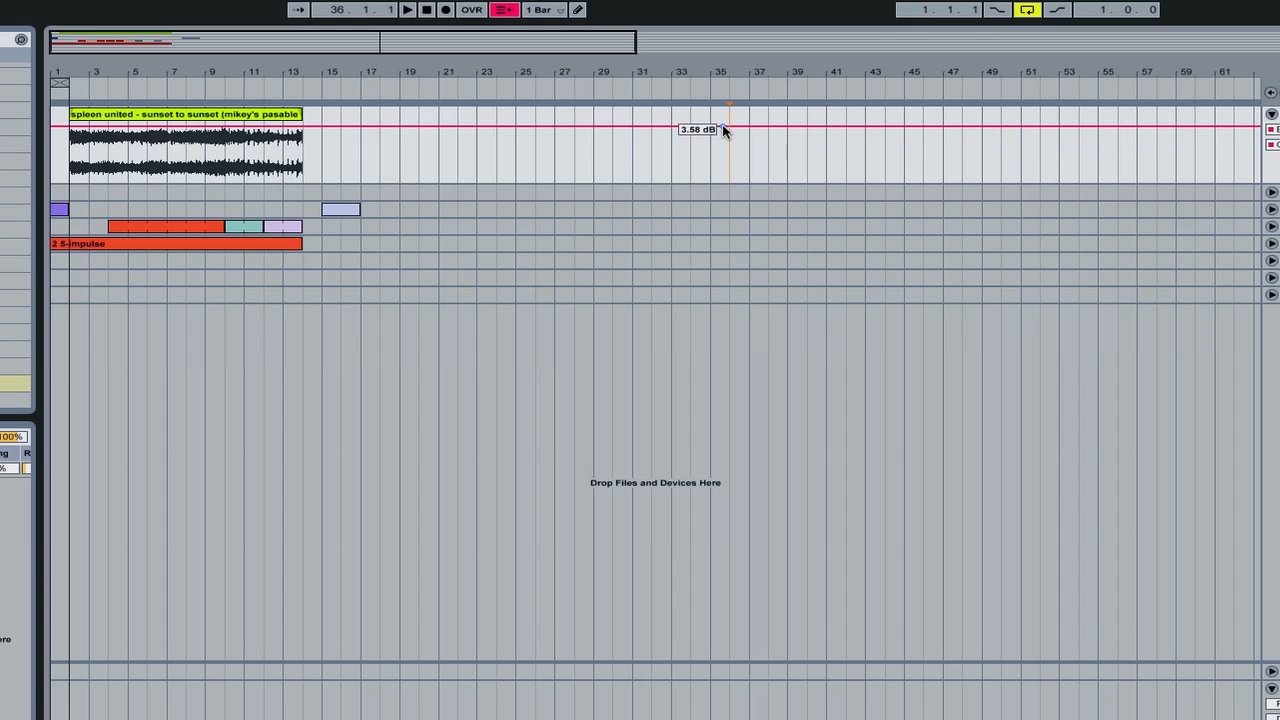 36. 1. 1 OVR 1 Bar 1. 1. 1 1. 0. 0
1 3 5 7 9 11 13 15 17 19 21 23 25 27 29 31 33 35 37 39 41 43 45 47 49 51 53 55 57 59 61
spleen united - sunset to sunset (mikey's pasable
3.58 dB
2 5-Impulse
100%
ng R
%
Drop Files and Devices Here
ere